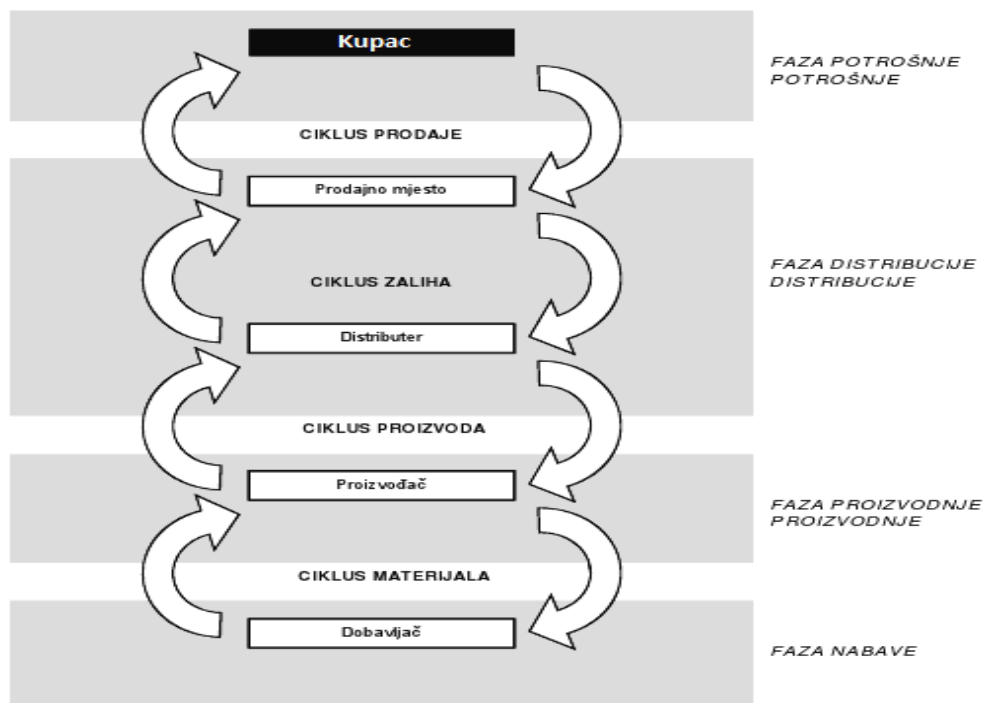 Kupac
FAZA POTROŠNJE
POTROŠNJE
CIKLUS PRODAJE
Prodajno mjesto
FAZA DISTRIBUCIJE
DISTRIBUCIJE
CIKLUS ZALIHA
Distributer
CIKLUS PROIZVODA
Proizvođač
FAZA PROIZVODNJE
PROIZVODNJE
CIKLUS MATERIJALA
Dobavljač
FAZA NABAVE